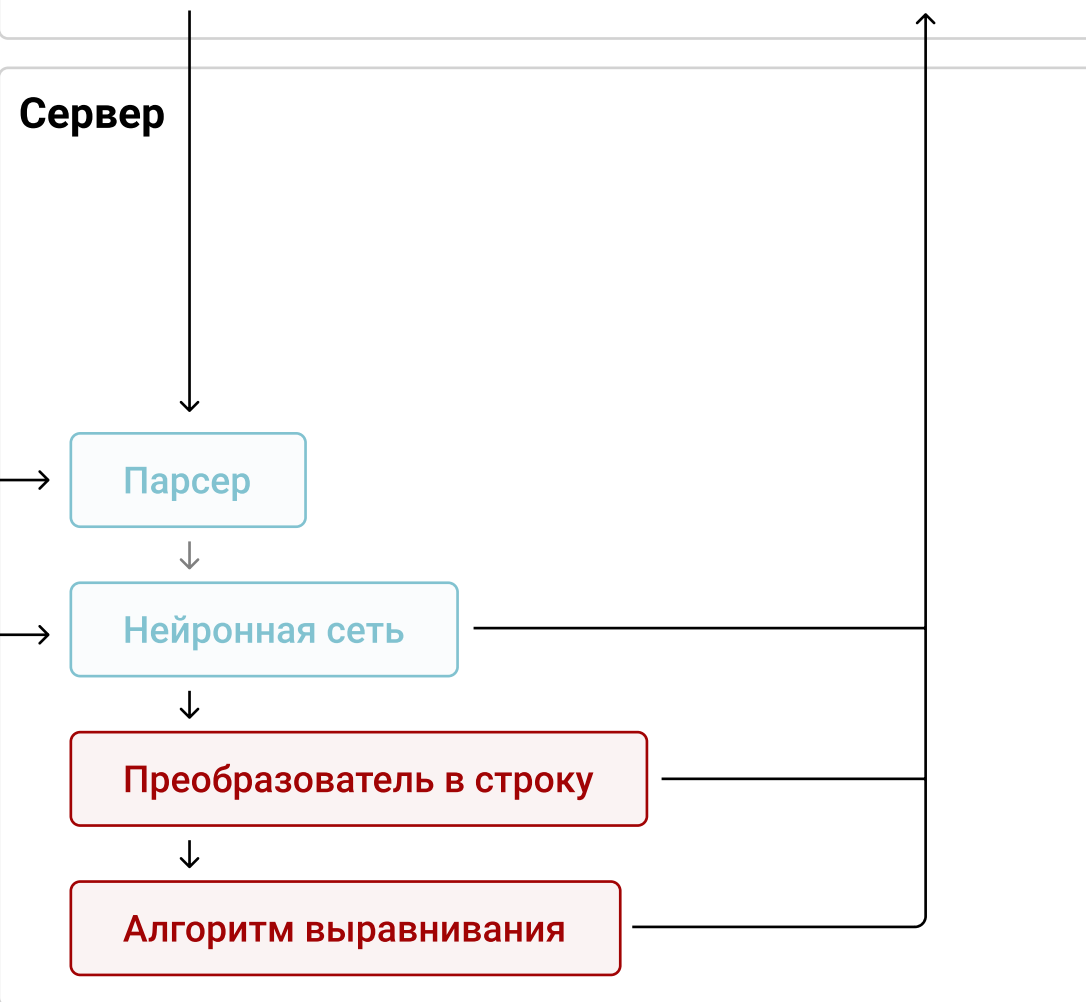 Сервер
Парсер
Нейронная сеть
Преобразователь в строку
Алгоритм выравнивания